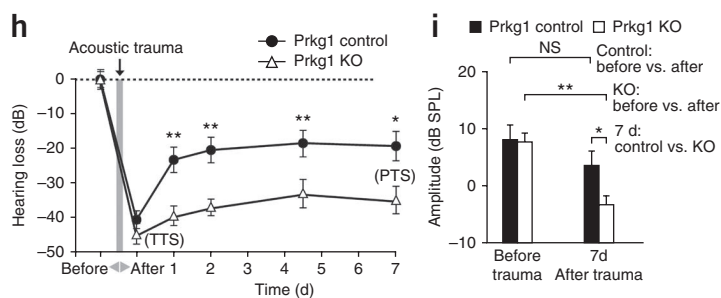 h
Acoustic trauma
Prkg1 control
Prkg1 KO
0
–10
–20
–30
–40
–50
Hearing loss (dB)
**
**
**
*
(PTS)
(TTS)
Before
After 1 2 3 4 5 6 7
Time (d)
i
Prkg1 control Prkg1 KO
NS
Control:
before vs. after
**
KO:
before vs. after
*
7 d:
control vs. KO
20
10
0
–10
Amplitude (dB SPL)
Before
trauma
7d
After trauma